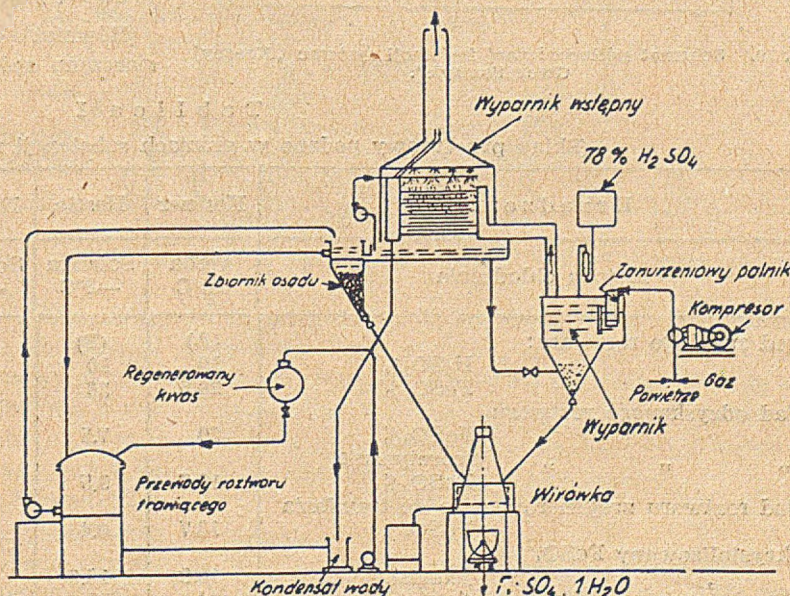 Wyparnik wstępny
78% H₂SO₄
Zbiornik osadu
Zanurzeniowy palnik
Kompresor
Regenerowany
kwas
Powietrze
Gaz
Wyparnik
Przewody roztworu
trawiącego
Wirówka
Kondensat wody
SO₄ 1H₂O